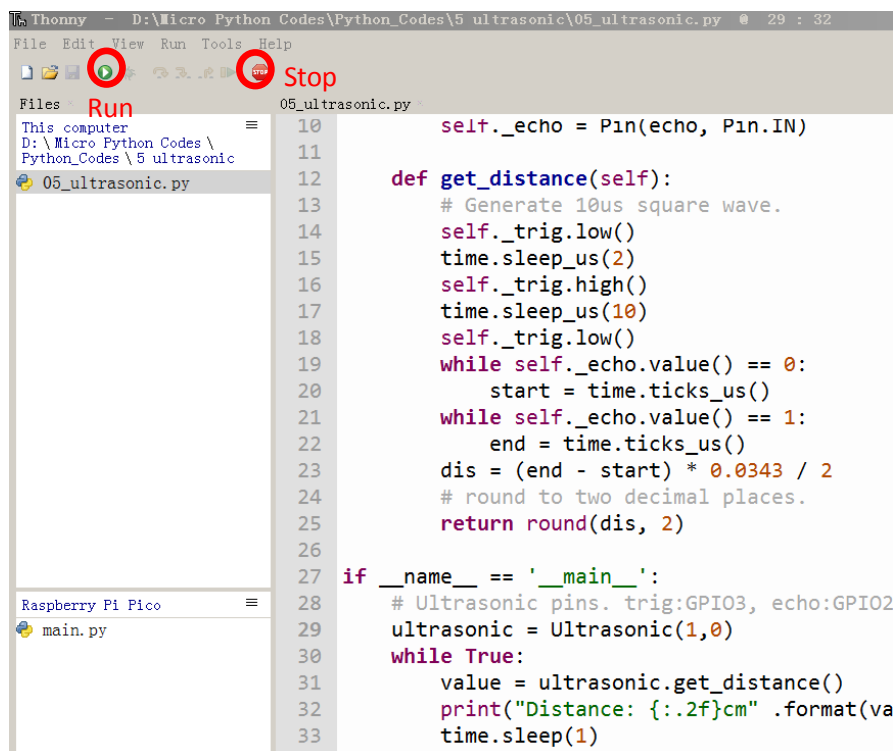 Thonny - D:\Micro Python Codes\Python_Codes\5 ultrasonic\05_ultrasonic.py @ 29 : 32
File Edit View Run Tools Help
STOP
Stop
Run
Files ×
This computer
D: \ Micro Python Codes \
Python_Codes \ 5 ultrasonic
05_ultrasonic.py
Raspberry Pi Pico
main.py
05_ultrasonic.py ×
10 self._echo = Pin(echo, Pin.IN)
11
12 def get_distance(self):
13 # Generate 10us square wave.
14 self._trig.low()
15 time.sleep_us(2)
16 self._trig.high()
17 time.sleep_us(10)
18 self._trig.low()
19 while self._echo.value() == 0:
20 start = time.ticks_us()
21 while self._echo.value() == 1:
22 end = time.ticks_us()
23 dis = (end - start) * 0.0343 / 2
24 # round to two decimal places.
25 return round(dis, 2)
26
27 if __name__ == '__main__':
28 # Ultrasonic pins. trig:GPIO3, echo:GPIO2
29 ultrasonic = Ultrasonic(1,0)
30 while True:
31 value = ultrasonic.get_distance()
32 print("Distance: {:.2f}cm" .format(va
33 time.sleep(1)